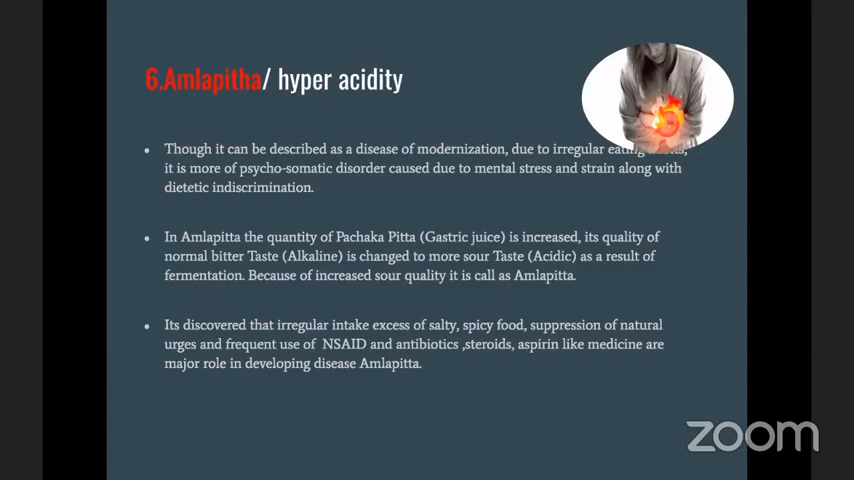 6.Amlapitha/ hyper acidity
Though it can be described as a disease of modernization, due to irregular
it is more of psycho-somatic disorder caused due to mental stress and strain along with
dietetic indiscrimination.
In Amlapitta the quantity of Pachaka Pitta (Gastric juice) is increased, its quality of
normal bitter Taste (Alkaline) is changed to more sour Taste (Acidic) as a result of
fermentation. Because of increased sour quality it is call as Amlapitta.
Its discovered that irregular intake excess of salty, spicy food, suppression of natural
urges and frequent use of NSAID and antibiotics ,steroids, aspirin like medicine are
major role in developing disease Amlapitta.
zoom